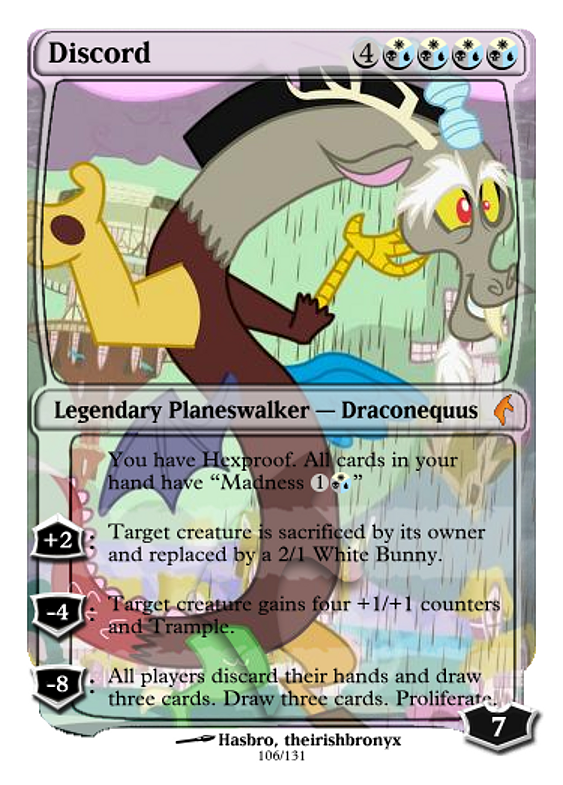 Discord 4
Legendary Planeswalker — Draconequus
You have Hexproof. All cards in your
hand have “Madness 1 ”
+2 : Target creature is sacrificed by its owner
and replaced by a 2/1 White Bunny.
-4 : Target creature gains four +1/+1 counters
and Trample.
-8 : All players discard their hands and draw
three cards. Draw three cards. Proliferate.
7
Hasbro, theirishbronyx
106/131